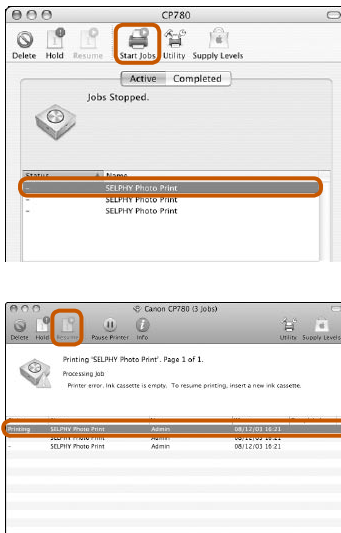 CP780
Delete Hold Resume Start Jobs Utility Supply Levels
Active Completed
Jobs Stopped.
Status Name
- SELPHY Photo Print
- SELPHY Photo Print
- SELPHY Photo Print
Canon CP780 (3 Jobs)
Delete Hold Resume Pause Printer Info Utility Supply Levels
Printing 'SELPHY Photo Print'. Page 1 of 1.
Processing job
Printer error. Ink cassette is empty. To resume printing, insert a new ink cassette.
Printing SELPHY Photo Print Admin 08/12/03 16:21
- SELPHY Photo Print Admin 08/12/03 16:21
- SELPHY Photo Print Admin 08/12/03 16:21